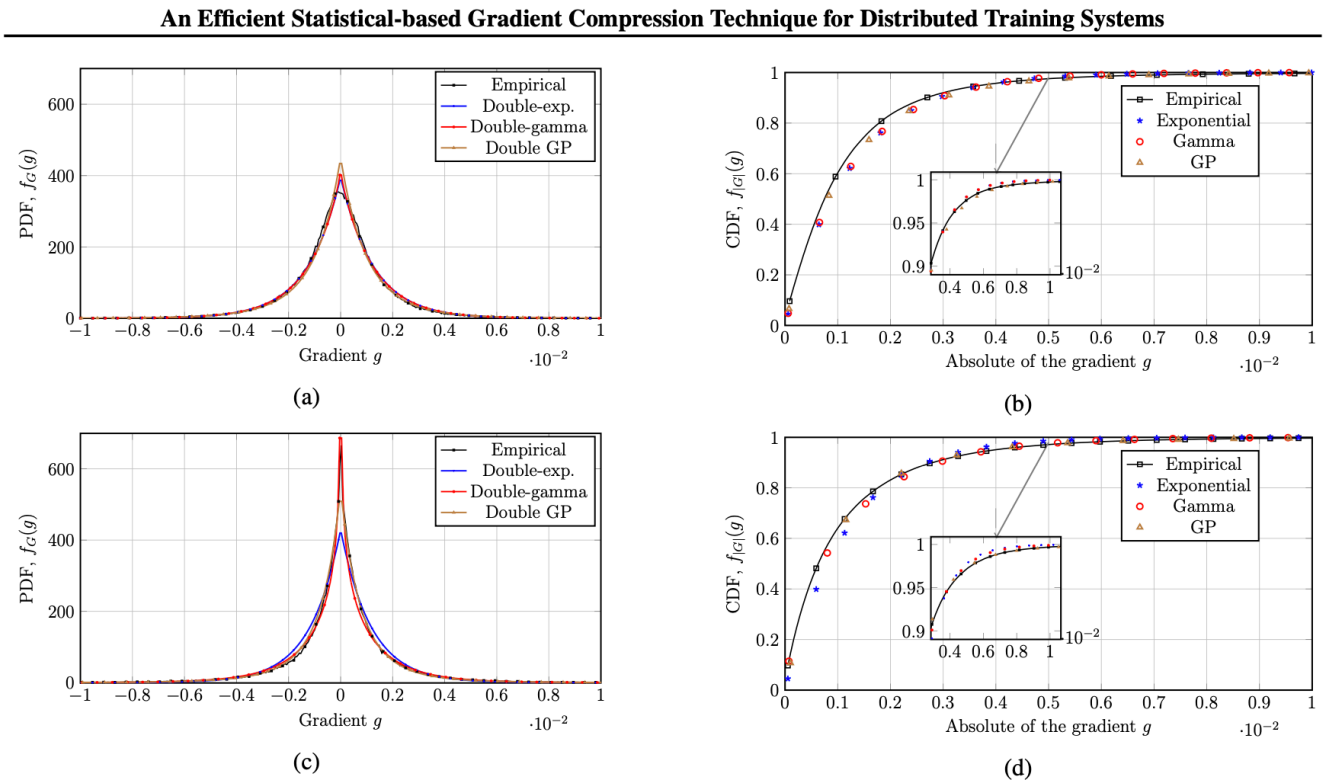 An Efficient Statistical-based Gradient Compression Technique for Distributed Training Systems
600
400
200
0
PDF, f_G(g)
Empirical
Double-exp.
Double-gamma
Double GP
−1 −0.8 −0.6 −0.4 −0.2 0 0.2 0.4 0.6 0.8 1
Gradient g
·10⁻²
(a)
1
0.8
0.6
0.4
0.2
0
CDF, f_|G|(g)
Empirical
Exponential
Gamma
GP
1
0.95
0.9
0.4 0.6 0.8 1
·10⁻²
0 0.1 0.2 0.3 0.4 0.5 0.6 0.7 0.8 0.9 1
Absolute of the gradient g
·10⁻²
(b)
600
400
200
0
PDF, f_G(g)
Empirical
Double-exp.
Double-gamma
Double GP
−1 −0.8 −0.6 −0.4 −0.2 0 0.2 0.4 0.6 0.8 1
Gradient g
·10⁻²
(c)
1
0.8
0.6
0.4
0.2
0
CDF, f_|G|(g)
Empirical
Exponential
Gamma
GP
1
0.95
0.9
0.4 0.6 0.8 1
·10⁻²
0 0.1 0.2 0.3 0.4 0.5 0.6 0.7 0.8 0.9 1
Absolute of the gradient g
·10⁻²
(d)